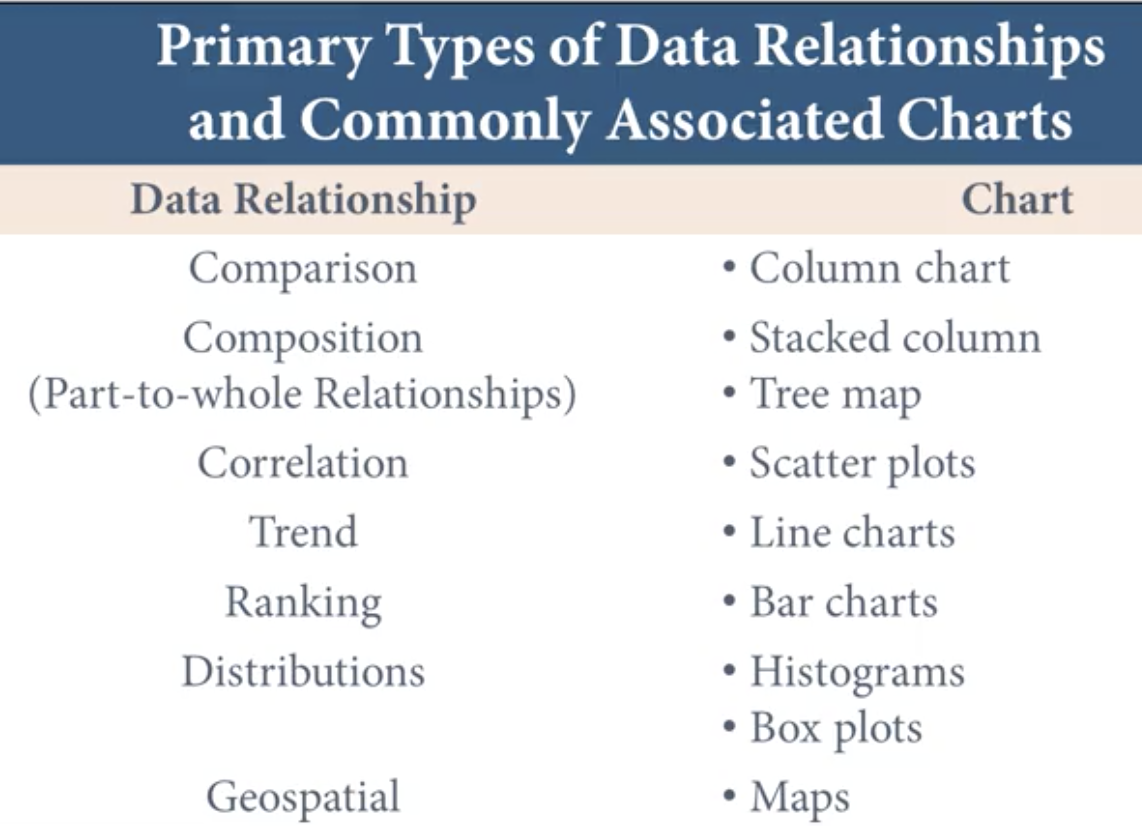 Primary Types of Data Relationships
and Commonly Associated Charts
Data Relationship Chart
Comparison • Column chart
Composition • Stacked column
(Part-to-whole Relationships) • Tree map
Correlation • Scatter plots
Trend • Line charts
Ranking • Bar charts
Distributions • Histograms
• Box plots
Geospatial • Maps